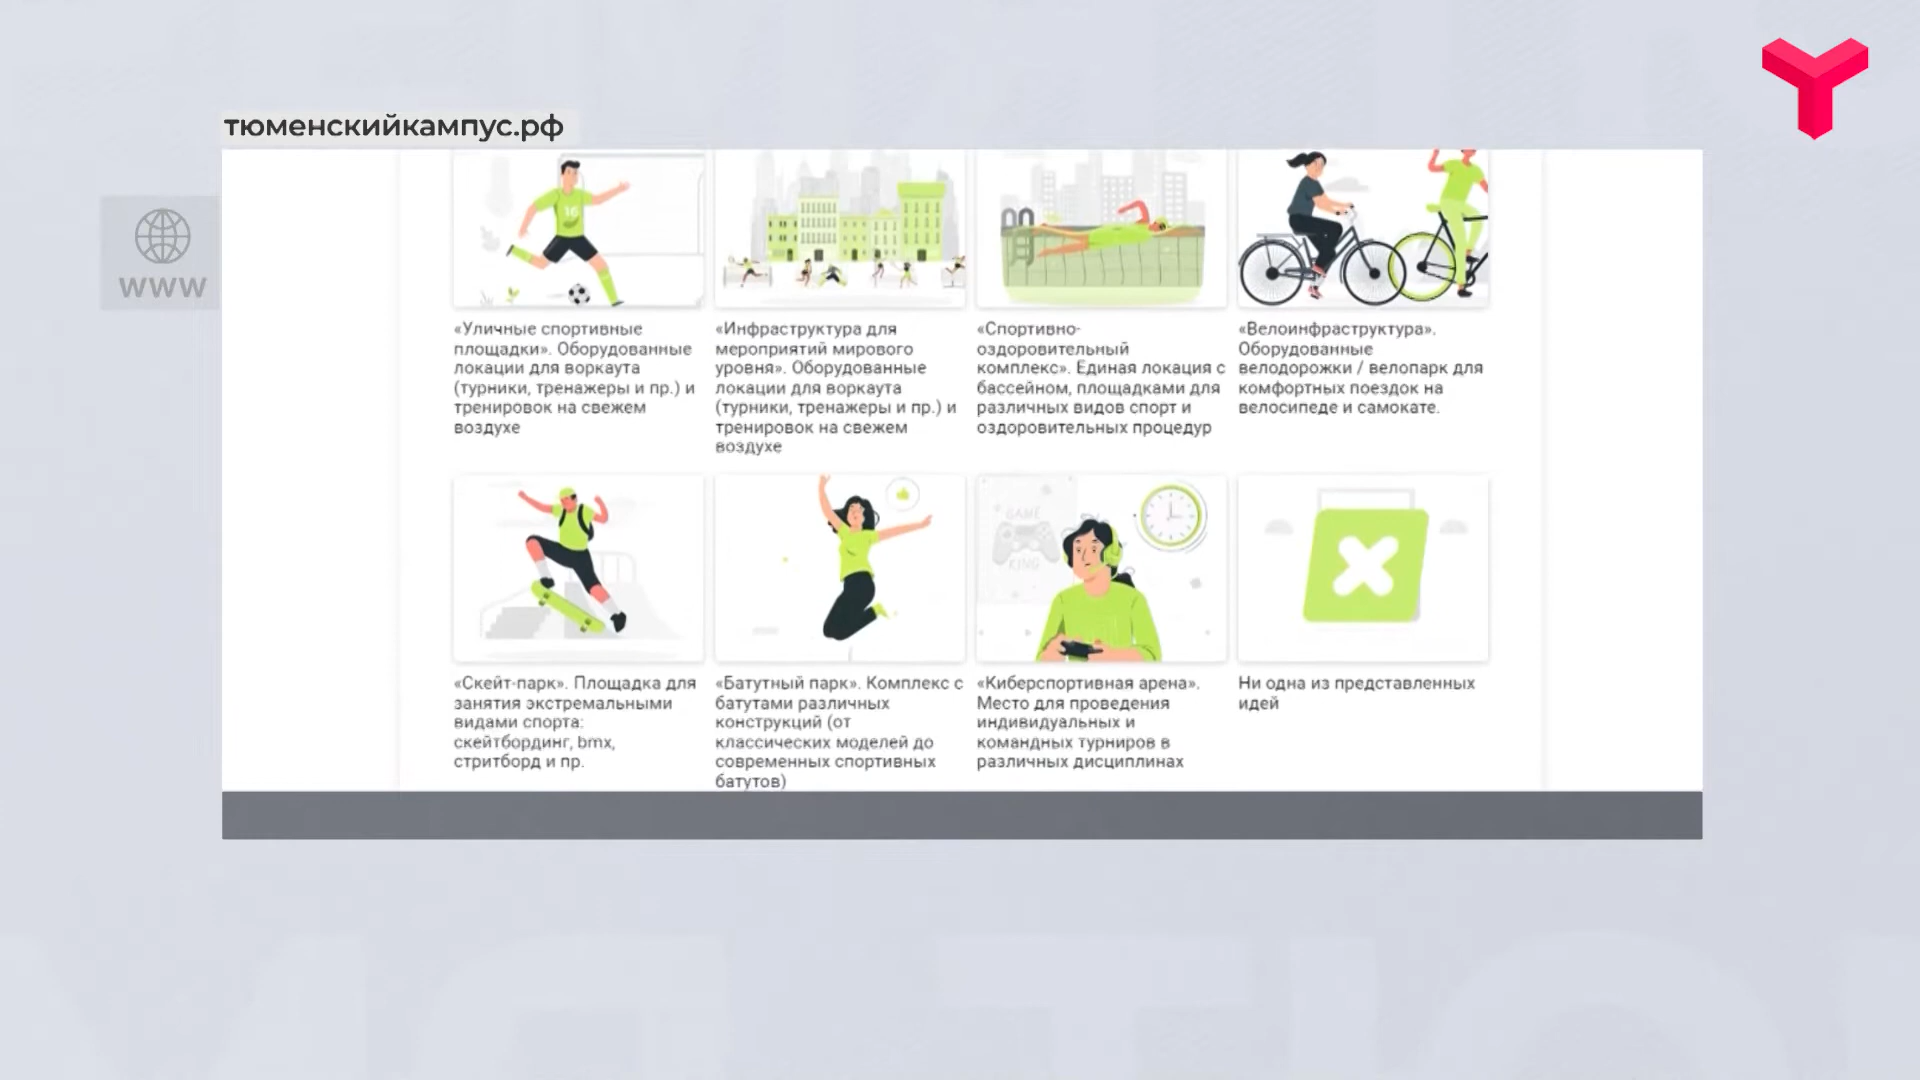 тюменскийкампус.рф
www
16
«Уличные спортивные
площадки». Оборудованные
локации для воркаута
(турники, тренажеры и пр.) и
тренировок на свежем
воздухе
«Инфраструктура для
мероприятий мирового
уровня». Оборудованные
локации для воркаута
(турники, тренажеры и пр.) и
тренировок на свежем
воздухе
«Спортивно-
оздоровительный
комплекс». Единая локация с
бассейном, площадками для
различных видов спорт и
оздоровительных процедур
«Велоинфраструктура».
Оборудованные
велодорожки / велопарк для
комфортных поездок на
велосипеде и самокате.
GAME
KING
«Скейт-парк». Площадка для
занятия экстремальными
видами спорта:
скейтбординг, bmx,
стритборд и пр.
«Батутный парк». Комплекс с
батутами различных
конструкций (от
классических моделей до
современных спортивных
батутов)
«Киберспортивная арена».
Место для проведения
индивидуальных и
командных турниров в
различных дисциплинах
Ни одна из представленных
идей